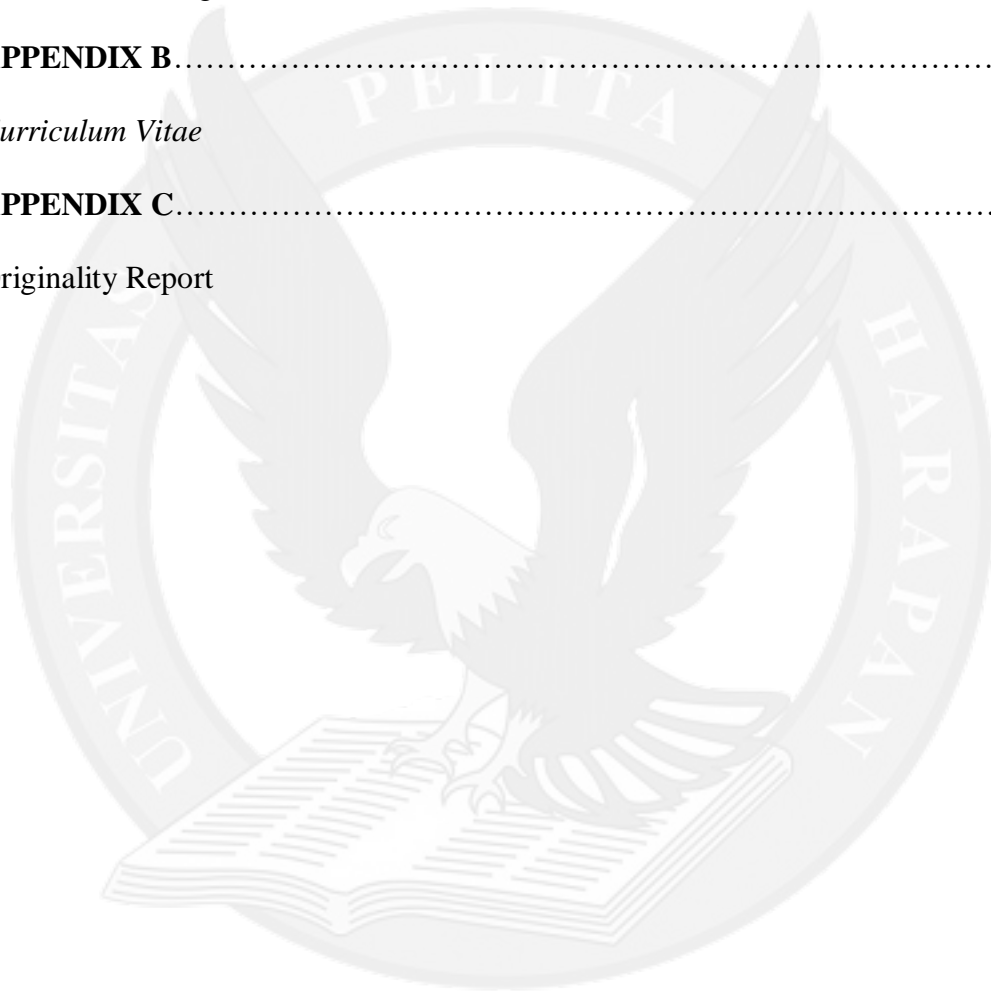 PPENDIX B……………………………………………………………………
urriculum Vitae
PPENDIX C……………………………………………………………………
riginality Report
UNIVERSITAS PELITA HARAPAN